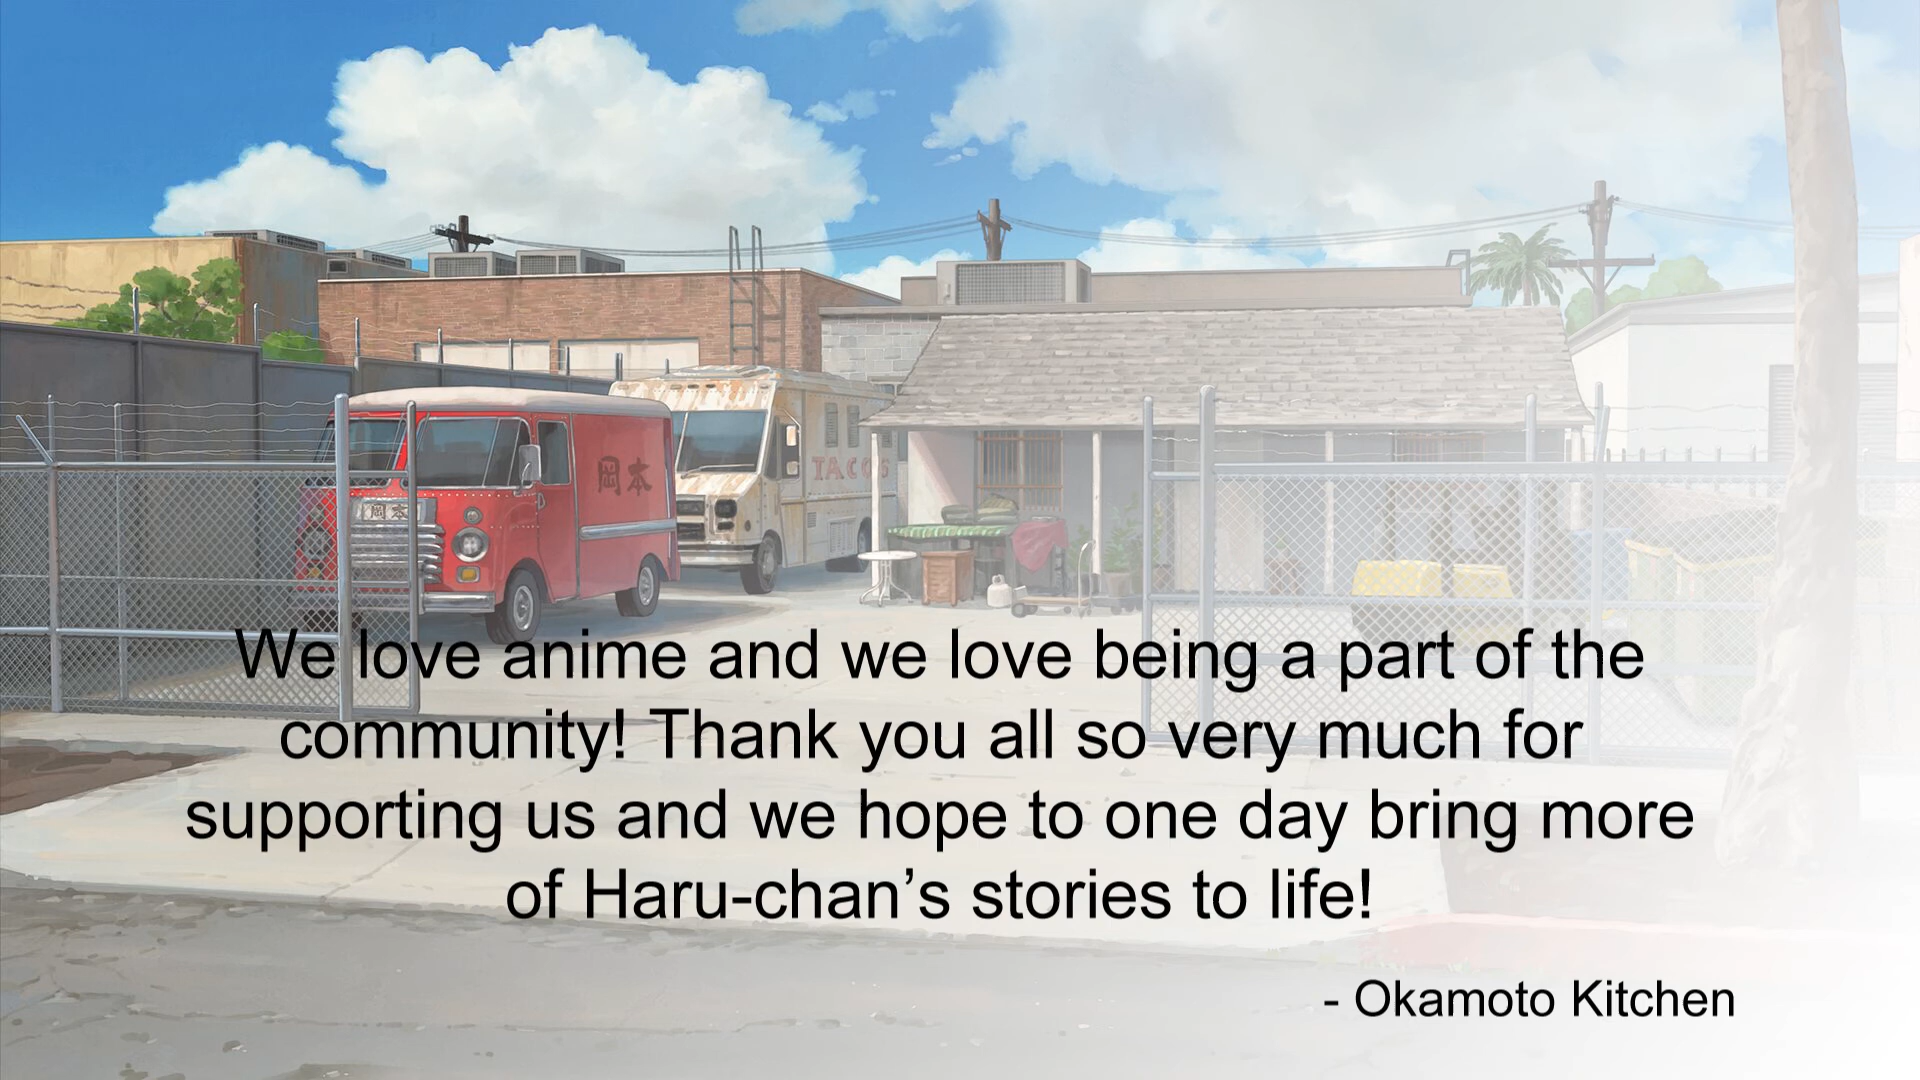 岡本
岡本
TACOS
We love anime and we love being a part of the
community! Thank you all so very much for
supporting us and we hope to one day bring more
of Haru-chan’s stories to life!
- Okamoto Kitchen